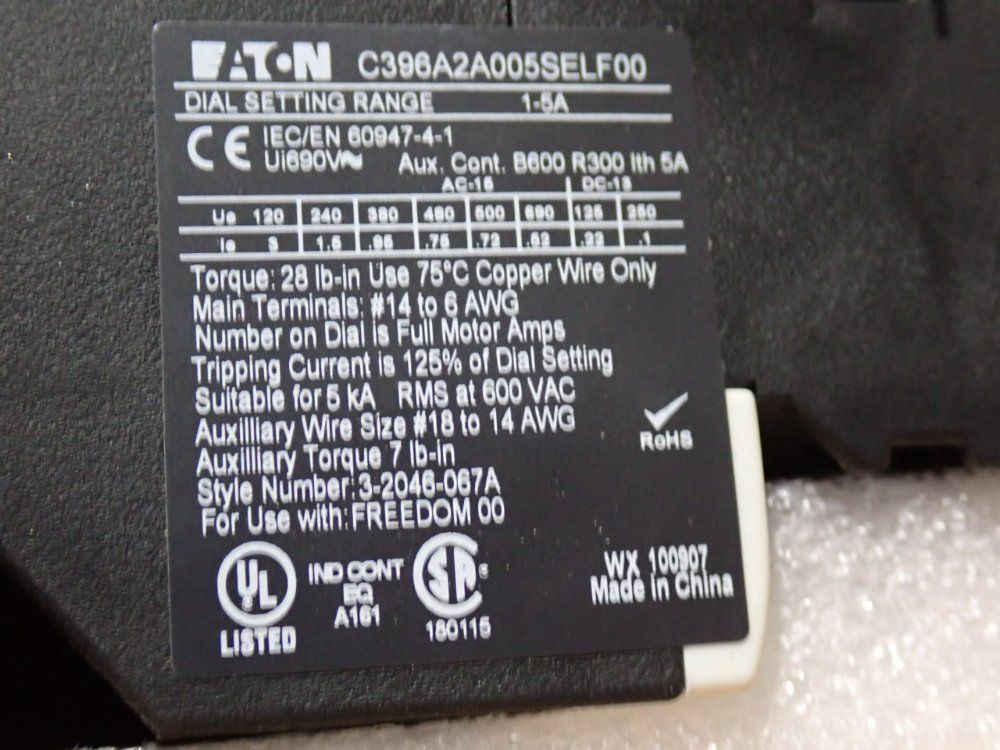 EATON C396A2A005SELF00
DIAL SETTING RANGE 1-5A
CE IEC/EN 60947-4-1
Ui690V~ Aux. Cont. B600 R300 Ith 5A
AC-15 DC-13
Ue 120 240 380 480 500 690 125 250
Ie 3 1.5 .95 .75 .72 .52 .22 .1
Torque: 28 lb-in Use 75°C Copper Wire Only
Main Terminals: #14 to 6 AWG
Number on Dial is Full Motor Amps
Tripping Current is 125% of Dial Setting
Suitable for 5 kA RMS at 600 VAC
Auxilliary Wire Size #18 to 14 AWG
Auxilliary Torque 7 lb-in
Style Number: 3-2046-067A
For Use with: FREEDOM 00
RoHS
UL LISTED
IND CONT
EQ
A161
SA
180115
WX 100907
Made in China